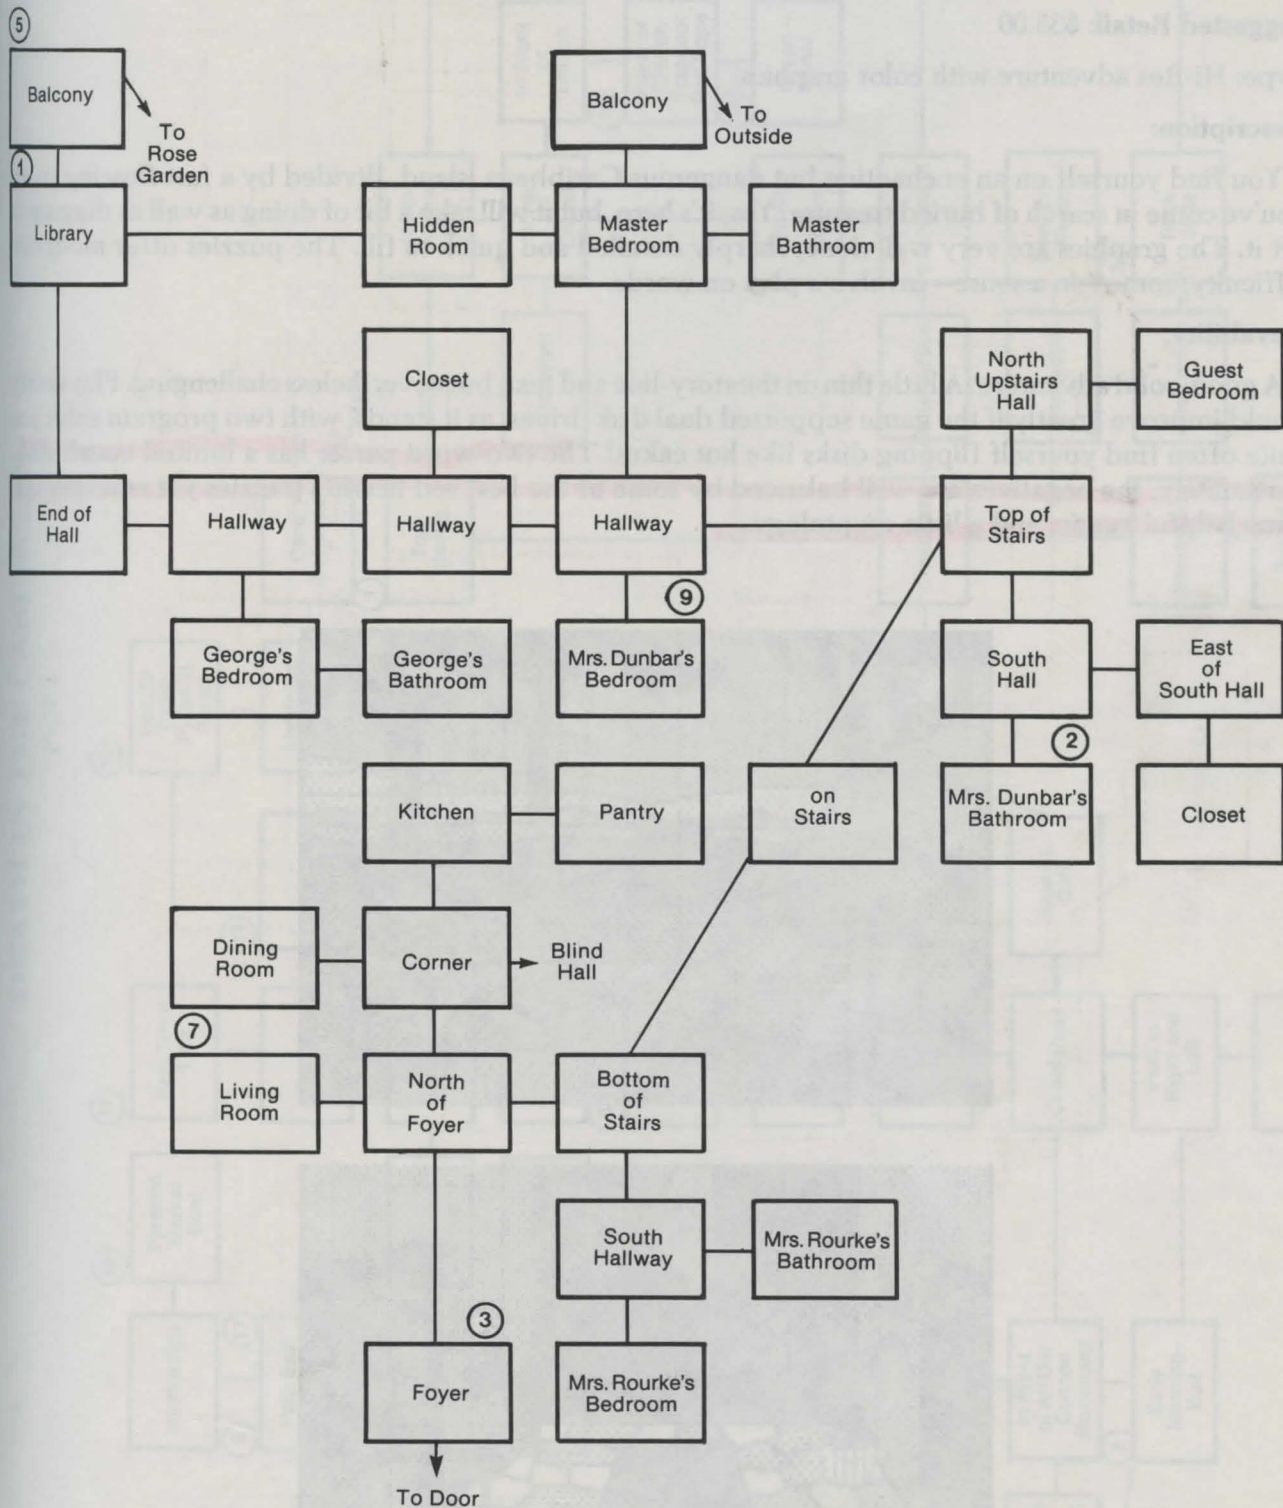 5
Balcony
To
Rose
Garden
Balcony
To
Outside
1
Library
Hidden
Room
Master
Bedroom
Master
Bathroom
Closet
North
Upstairs
Hall
Guest
Bedroom
End of
Hall
Hallway
Hallway
Hallway
Top of
Stairs
9
George's
Bedroom
George's
Bathroom
Mrs. Dunbar's
Bedroom
South
Hall
East
of
South Hall
2
Kitchen
Pantry
on
Stairs
Mrs. Dunbar's
Bathroom
Closet
Dining
Room
Corner
Blind
Hall
7
Living
Room
North
of
Foyer
Bottom
of
Stairs
South
Hallway
Mrs. Rourke's
Bathroom
3
Foyer
Mrs. Rourke's
Bedroom
To Door